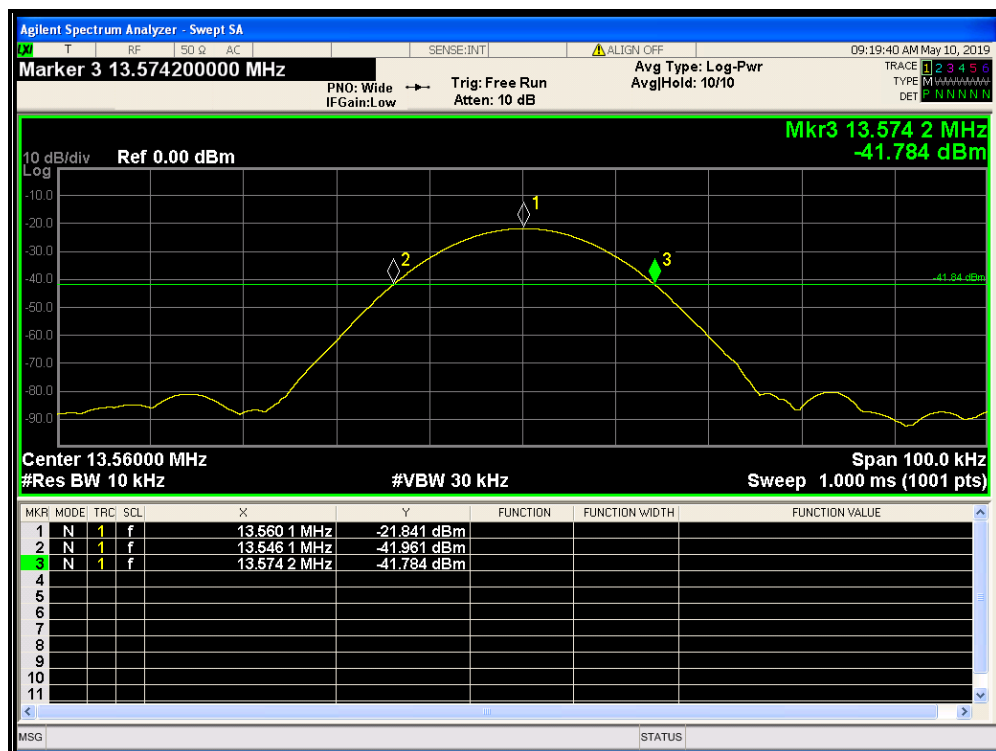 Agilent Spectrum Analyzer - Swept SA
LXI T RF 50 Ω AC SENSE:INT ALIGN OFF 09:19:40 AM May 10, 2019
Marker 3 13.574200000 MHz
PNO: Wide
IFGain:Low
Trig: Free Run
Atten: 10 dB
Avg Type: Log-Pwr
Avg|Hold: 10/10
TRACE 1 2 3 4 5 6
TYPE M
DET P N N N N N
Mkr3 13.574 2 MHz
-41.784 dBm
10 dB/div Ref 0.00 dBm
Log
-10.0
-20.0
-30.0
-40.0
-50.0
-60.0
-70.0
-80.0
-90.0
1
2
3
-41.84 dBm
Center 13.56000 MHz Span 100.0 kHz
#Res BW 10 kHz #VBW 30 kHz Sweep 1.000 ms (1001 pts)
MKR MODE TRC SCL X Y FUNCTION FUNCTION WIDTH FUNCTION VALUE
1 N 1 f 13.560 1 MHz -21.841 dBm
2 N 1 f 13.546 1 MHz -41.961 dBm
3 N 1 f 13.574 2 MHz -41.784 dBm
4
5
6
7
8
9
10
11
MSG STATUS